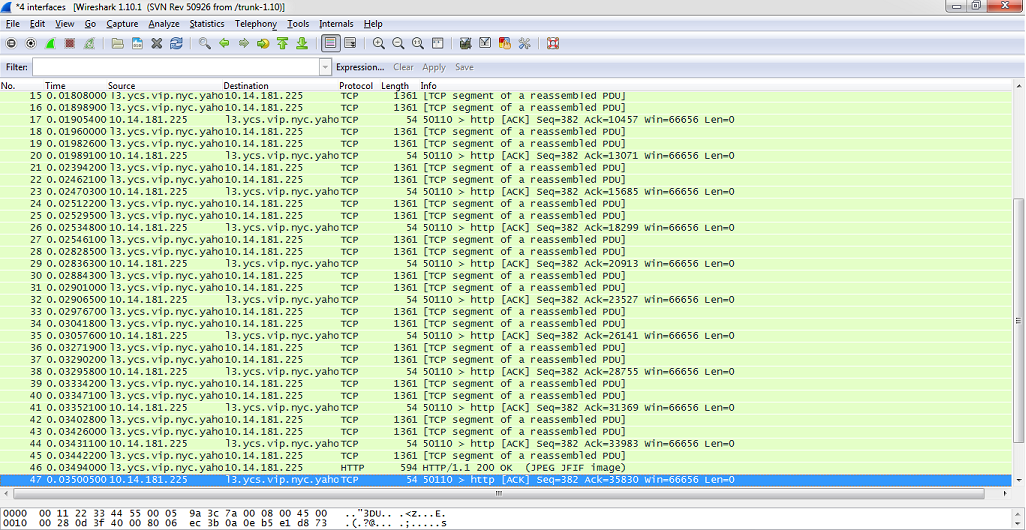 *4 interfaces [Wireshark 1.10.1 (SVN Rev 50926 from /trunk-1.10)]
File Edit View Go Capture Analyze Statistics Telephony Tools Internals Help
Filter: Expression... Clear Apply Save
No. Time Source Destination Protocol Length Info
15 0.01808000 l3.ycs.vip.nyc.yaho 10.14.181.225 TCP 1361 [TCP segment of a reassembled PDU]
16 0.01898900 l3.ycs.vip.nyc.yaho 10.14.181.225 TCP 1361 [TCP segment of a reassembled PDU]
17 0.01905400 10.14.181.225 l3.ycs.vip.nyc.yaho TCP 54 50110 > http [ACK] Seq=382 Ack=10457 Win=66656 Len=0
18 0.01960000 l3.ycs.vip.nyc.yaho 10.14.181.225 TCP 1361 [TCP segment of a reassembled PDU]
19 0.01982600 l3.ycs.vip.nyc.yaho 10.14.181.225 TCP 1361 [TCP segment of a reassembled PDU]
20 0.01989100 10.14.181.225 l3.ycs.vip.nyc.yaho TCP 54 50110 > http [ACK] Seq=382 Ack=13071 Win=66656 Len=0
21 0.02394200 l3.ycs.vip.nyc.yaho 10.14.181.225 TCP 1361 [TCP segment of a reassembled PDU]
22 0.02462100 l3.ycs.vip.nyc.yaho 10.14.181.225 TCP 1361 [TCP segment of a reassembled PDU]
23 0.02470300 10.14.181.225 l3.ycs.vip.nyc.yaho TCP 54 50110 > http [ACK] Seq=382 Ack=15685 Win=66656 Len=0
24 0.02512200 l3.ycs.vip.nyc.yaho 10.14.181.225 TCP 1361 [TCP segment of a reassembled PDU]
25 0.02529500 l3.ycs.vip.nyc.yaho 10.14.181.225 TCP 1361 [TCP segment of a reassembled PDU]
26 0.02534800 10.14.181.225 l3.ycs.vip.nyc.yaho TCP 54 50110 > http [ACK] Seq=382 Ack=18299 Win=66656 Len=0
27 0.02546100 l3.ycs.vip.nyc.yaho 10.14.181.225 TCP 1361 [TCP segment of a reassembled PDU]
28 0.02828500 l3.ycs.vip.nyc.yaho 10.14.181.225 TCP 1361 [TCP segment of a reassembled PDU]
29 0.02836300 10.14.181.225 l3.ycs.vip.nyc.yaho TCP 54 50110 > http [ACK] Seq=382 Ack=20913 Win=66656 Len=0
30 0.02884300 l3.ycs.vip.nyc.yaho 10.14.181.225 TCP 1361 [TCP segment of a reassembled PDU]
31 0.02901000 l3.ycs.vip.nyc.yaho 10.14.181.225 TCP 1361 [TCP segment of a reassembled PDU]
32 0.02906500 10.14.181.225 l3.ycs.vip.nyc.yaho TCP 54 50110 > http [ACK] Seq=382 Ack=23527 Win=66656 Len=0
33 0.02976700 l3.ycs.vip.nyc.yaho 10.14.181.225 TCP 1361 [TCP segment of a reassembled PDU]
34 0.03041800 l3.ycs.vip.nyc.yaho 10.14.181.225 TCP 1361 [TCP segment of a reassembled PDU]
35 0.03057600 10.14.181.225 l3.ycs.vip.nyc.yaho TCP 54 50110 > http [ACK] Seq=382 Ack=26141 Win=66656 Len=0
36 0.03271900 l3.ycs.vip.nyc.yaho 10.14.181.225 TCP 1361 [TCP segment of a reassembled PDU]
37 0.03290200 l3.ycs.vip.nyc.yaho 10.14.181.225 TCP 1361 [TCP segment of a reassembled PDU]
38 0.03295800 10.14.181.225 l3.ycs.vip.nyc.yaho TCP 54 50110 > http [ACK] Seq=382 Ack=28755 Win=66656 Len=0
39 0.03334200 l3.ycs.vip.nyc.yaho 10.14.181.225 TCP 1361 [TCP segment of a reassembled PDU]
40 0.03347100 l3.ycs.vip.nyc.yaho 10.14.181.225 TCP 1361 [TCP segment of a reassembled PDU]
41 0.03352100 10.14.181.225 l3.ycs.vip.nyc.yaho TCP 54 50110 > http [ACK] Seq=382 Ack=31369 Win=66656 Len=0
42 0.03402800 l3.ycs.vip.nyc.yaho 10.14.181.225 TCP 1361 [TCP segment of a reassembled PDU]
43 0.03426000 l3.ycs.vip.nyc.yaho 10.14.181.225 TCP 1361 [TCP segment of a reassembled PDU]
44 0.03431100 10.14.181.225 l3.ycs.vip.nyc.yaho TCP 54 50110 > http [ACK] Seq=382 Ack=33983 Win=66656 Len=0
45 0.03442200 l3.ycs.vip.nyc.yaho 10.14.181.225 TCP 1361 [TCP segment of a reassembled PDU]
46 0.03494000 l3.ycs.vip.nyc.yaho 10.14.181.225 HTTP 594 HTTP/1.1 200 OK (JPEG JFIF image)
47 0.03500500 10.14.181.225 l3.ycs.vip.nyc.yaho TCP 54 50110 > http [ACK] Seq=382 Ack=35830 Win=66656 Len=0
0000 00 11 22 33 44 55 00 05 9a 3c 7a 00 08 00 45 00 .."3DU.. .<z...E.
0010 00 28 0d 3f 40 00 80 06 ec 3b 0a 0e b5 e1 d8 73 .(.?@... .;.....s